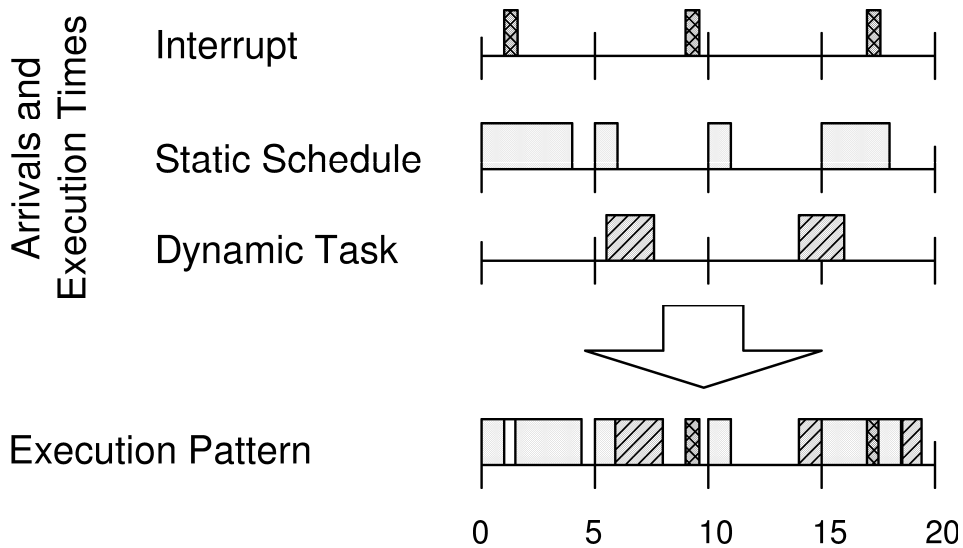 Arrivals and
Execution Times
Interrupt
Static Schedule
Dynamic Task
Execution Pattern
0 5 10 15 20